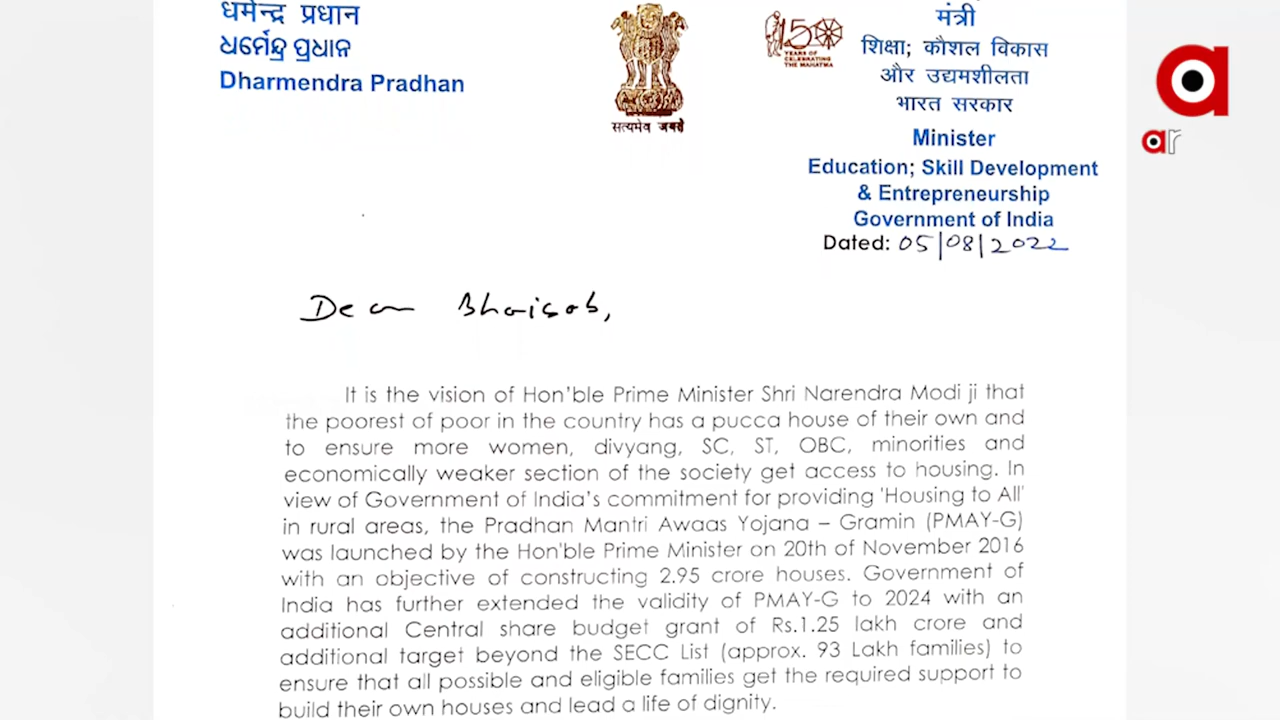 धर्मेन्द्र प्रधान
ଧର୍ମେନ୍ଦ୍ର ପ୍ରଧାନ
Dharmendra Pradhan
सत्यमेव जयते
150
YEARS OF
CELEBRATING
THE MAHATMA
मंत्री
शिक्षा; कौशल विकास
और उद्यमशीलता
भारत सरकार
Minister
Education; Skill Development
& Entrepreneurship
Government of India
Dated: 05/08/2022
a
ar
Dear Bhaisab,
It is the vision of Hon'ble Prime Minister Shri Narendra Modi ji that
the poorest of poor in the country has a pucca house of their own and
to ensure more women, divyang, SC, ST, OBC, minorities and
economically weaker section of the society get access to housing. In
view of Government of India's commitment for providing 'Housing to All'
in rural areas, the Pradhan Mantri Awaas Yojana – Gramin (PMAY-G)
was launched by the Hon'ble Prime Minister on 20th of November 2016
with an objective of constructing 2.95 crore houses. Government of
India has further extended the validity of PMAY-G to 2024 with an
additional Central share budget grant of Rs.1.25 lakh crore and
additional target beyond the SECC List (approx. 93 Lakh families) to
ensure that all possible and eligible families get the required support to
build their own houses and lead a life of dignity.